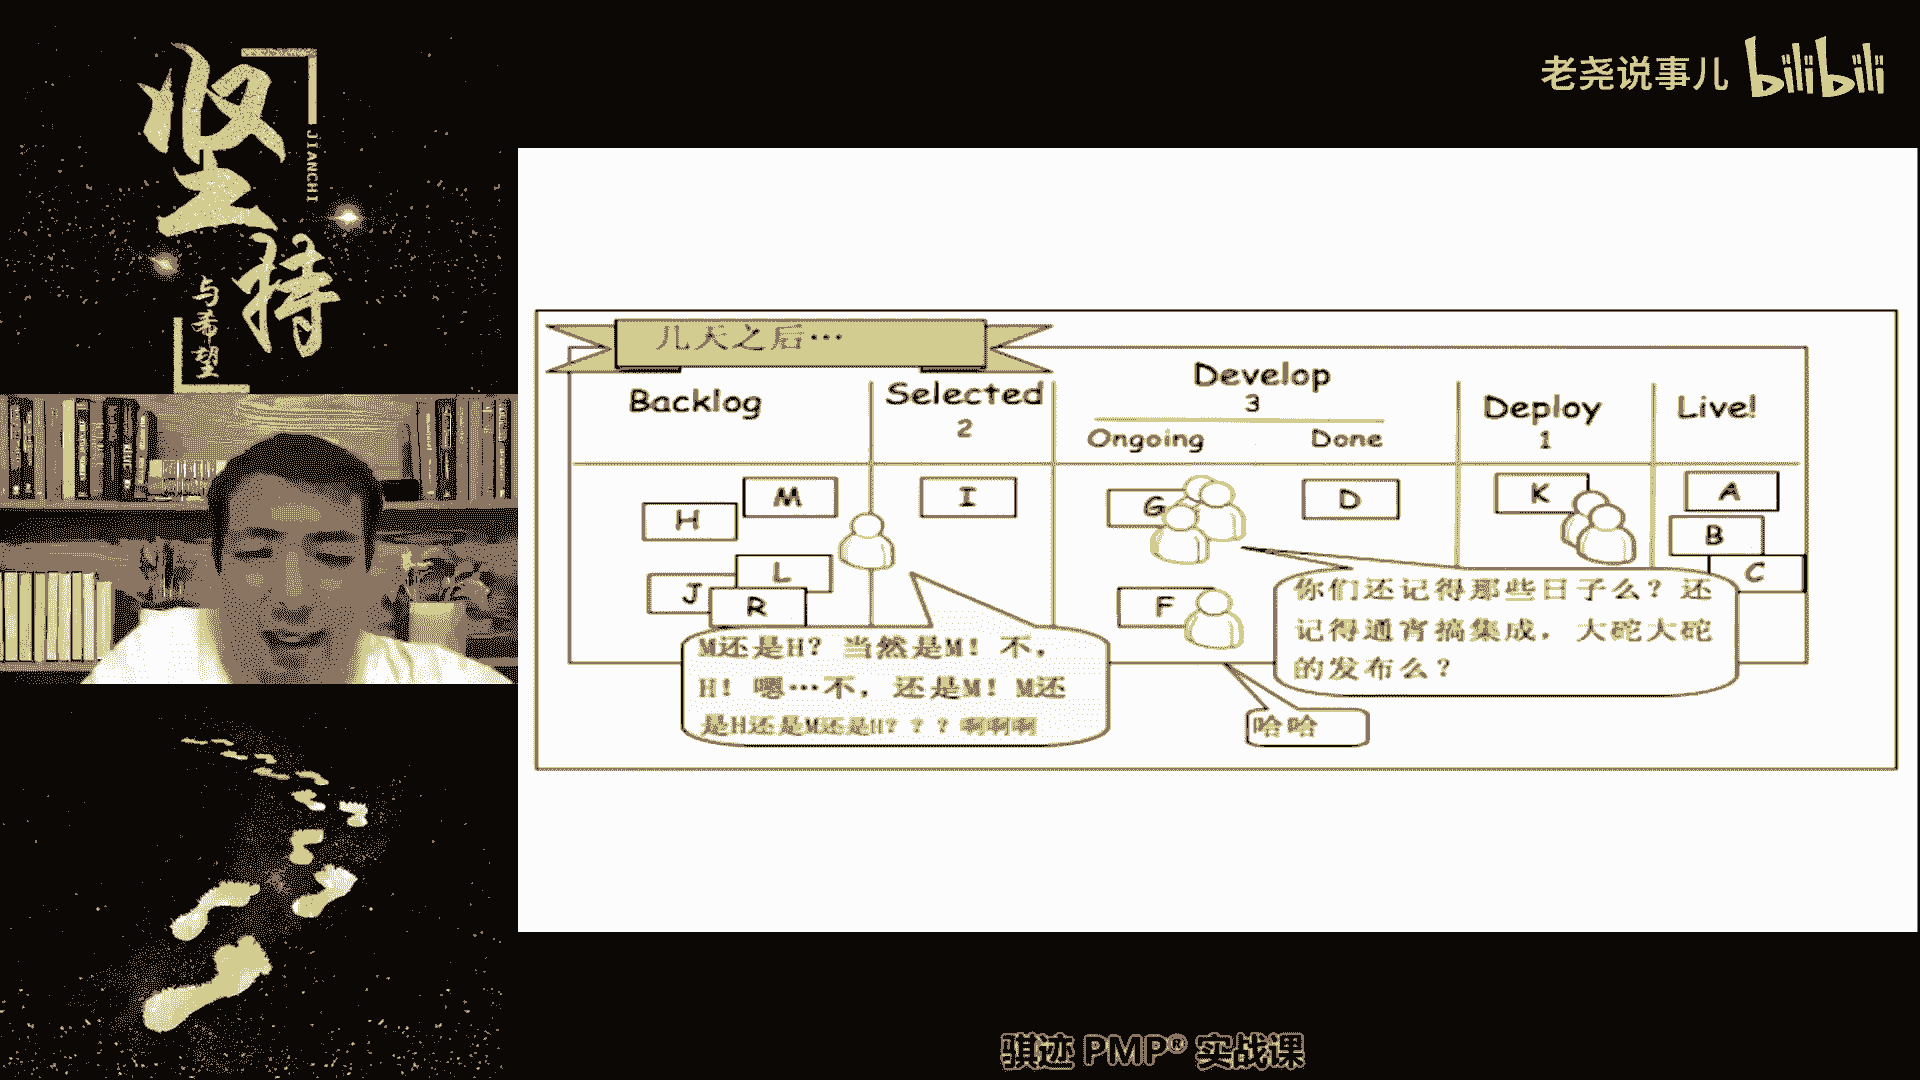 坚持
JIANCHI
与希望
老尧说事儿 bilibili
几天之后…
Backlog
Selected
2
Develop
3
Ongoing
Done
Deploy
1
Live!
H
M
J
L
R
I
G
F
D
K
A
B
C
M还是H？当然是M！不，
H！嗯…不，还是M！M还
是H还是M还是H？？？啊啊啊
你们还记得那些日子么？还
记得通宵搞集成，大砣大砣
的发布么？
哈哈
骐迹 PMP® 实战课